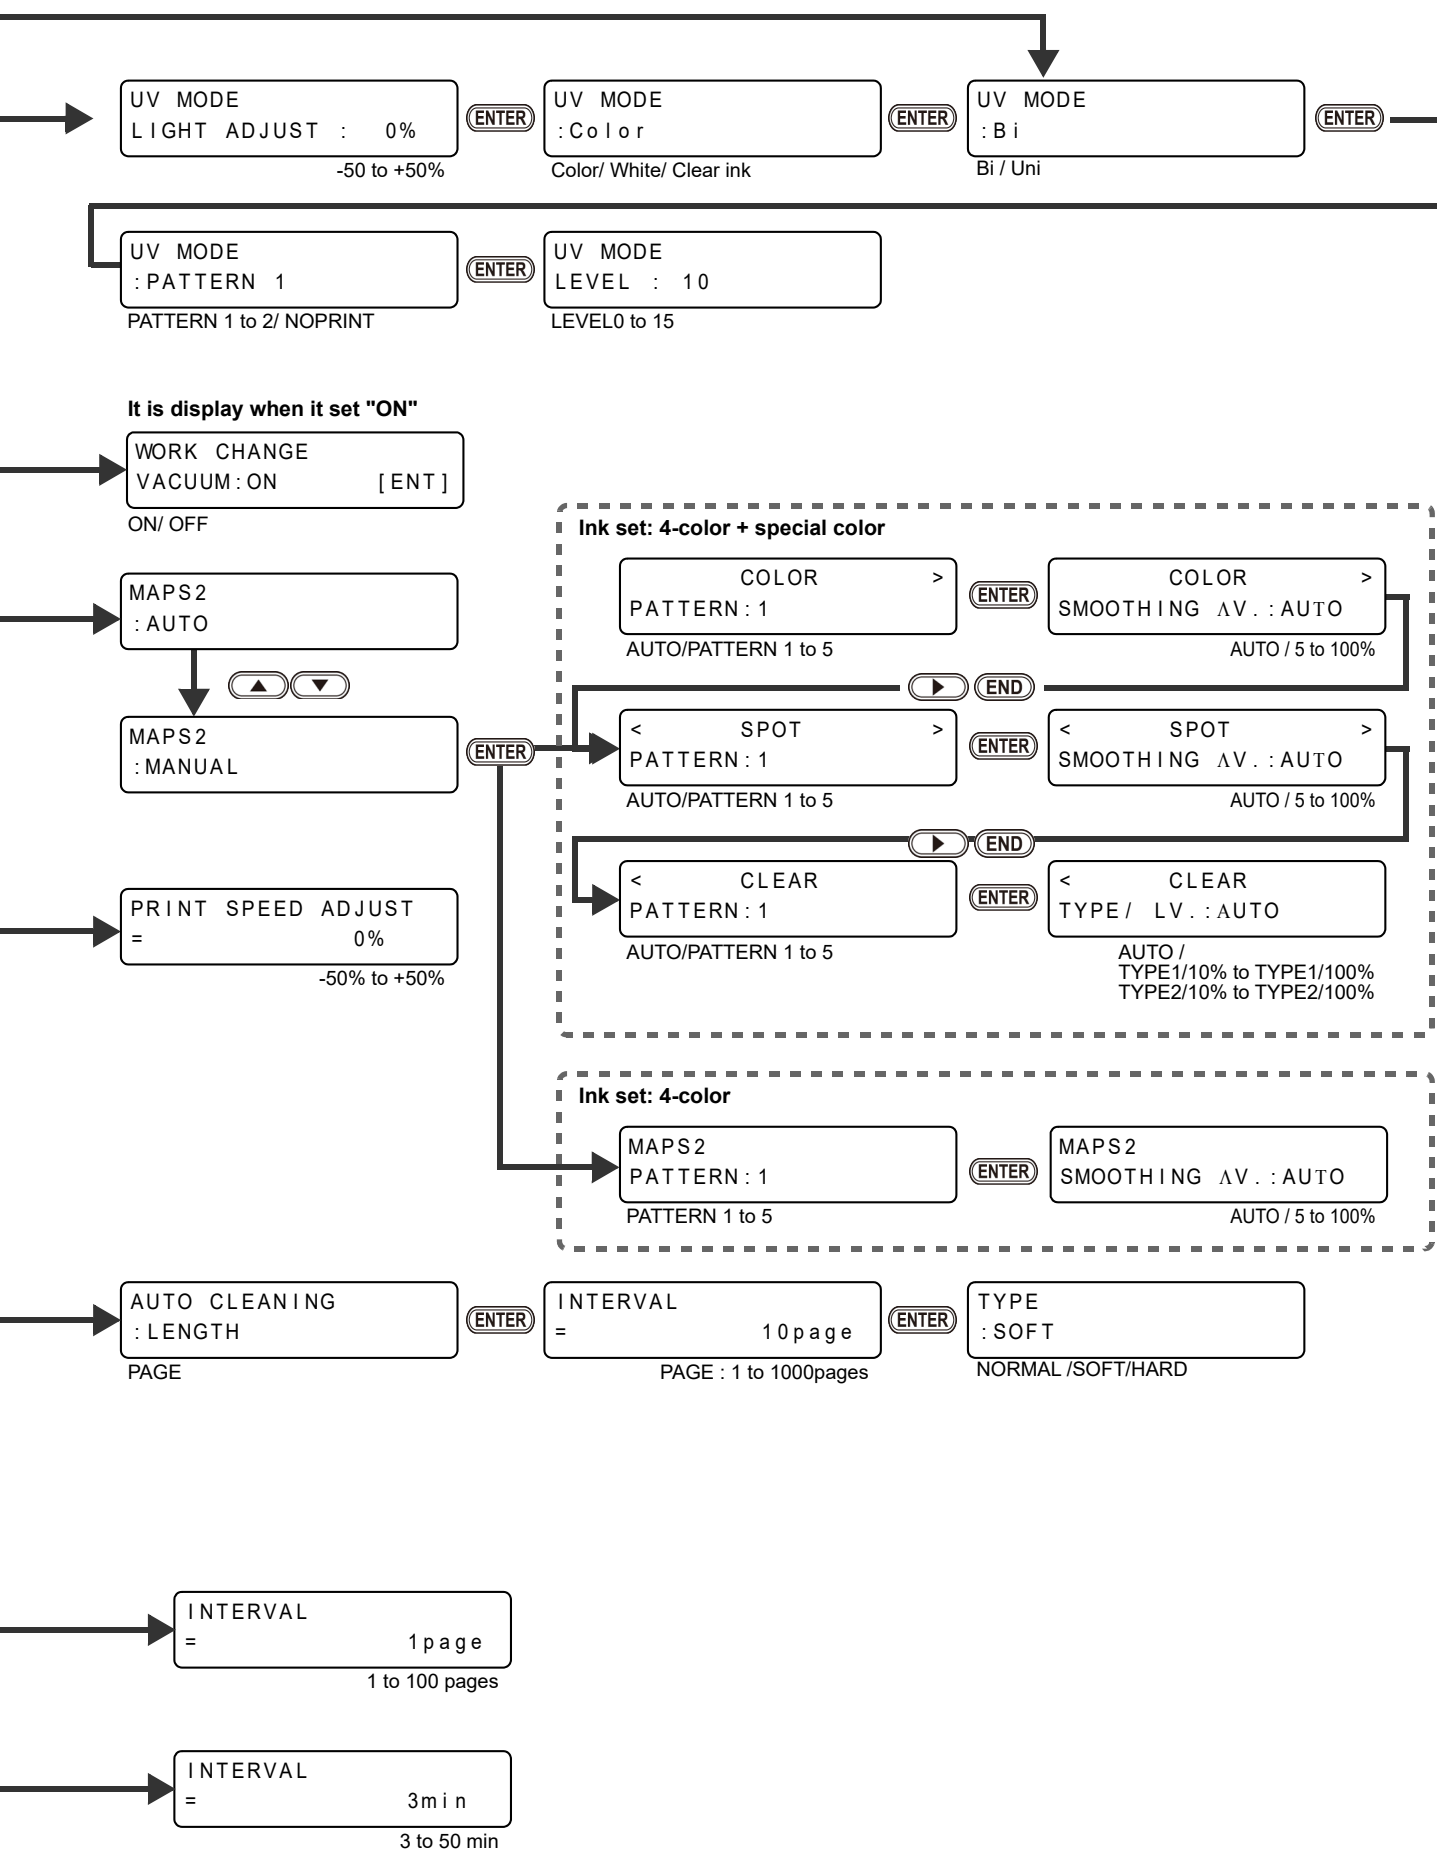 UV MODE
LIGHT ADJUST : 0%
-50 to +50%
ENTER
UV MODE
:Color
Color/ White/ Clear ink
ENTER
UV MODE
:Bi
Bi / Uni
ENTER
UV MODE
:PATTERN 1
PATTERN 1 to 2/ NOPRINT
ENTER
UV MODE
LEVEL : 10
LEVEL0 to 15
It is display when it set "ON"
WORK CHANGE
VACUUM:ON [ENT]
ON/ OFF
MAPS2
:AUTO
MAPS2
:MANUAL
ENTER
Ink set: 4-color + special color
COLOR >
PATTERN:1
AUTO/PATTERN 1 to 5
ENTER
COLOR >
SMOOTHING ΛV.:AUTO
AUTO / 5 to 100%
END
< SPOT >
PATTERN:1
AUTO/PATTERN 1 to 5
ENTER
< SPOT >
SMOOTHING ΛV.:AUTO
AUTO / 5 to 100%
END
< CLEAR
PATTERN:1
AUTO/PATTERN 1 to 5
ENTER
< CLEAR
TYPE/ LV.:AUTO
AUTO /
TYPE1/10% to TYPE1/100%
TYPE2/10% to TYPE2/100%
PRINT SPEED ADJUST
= 0%
-50% to +50%
Ink set: 4-color
MAPS2
PATTERN:1
PATTERN 1 to 5
ENTER
MAPS2
SMOOTHING ΛV.:AUTO
AUTO / 5 to 100%
AUTO CLEANING
:LENGTH
PAGE
ENTER
INTERVAL
= 10page
PAGE : 1 to 1000pages
ENTER
TYPE
:SOFT
NORMAL /SOFT/HARD
INTERVAL
= 1page
1 to 100 pages
INTERVAL
= 3min
3 to 50 min